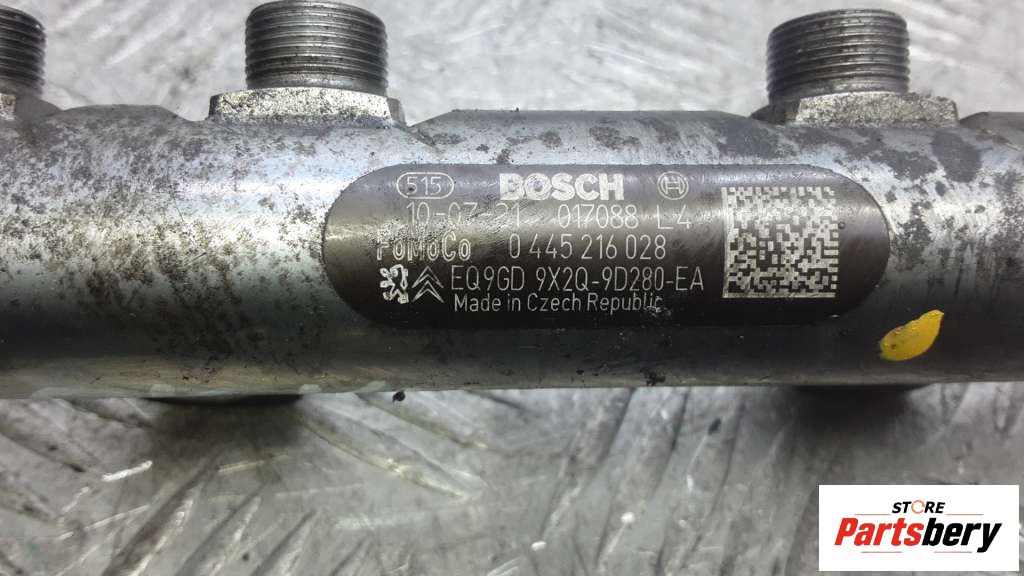 515 BOSCH
10-07-21 017088 L4
FoMoCo 0 445 216 028
EQ9GD 9X2Q-9D280-EA
Made in Czech Republic
STORE
Partsbery